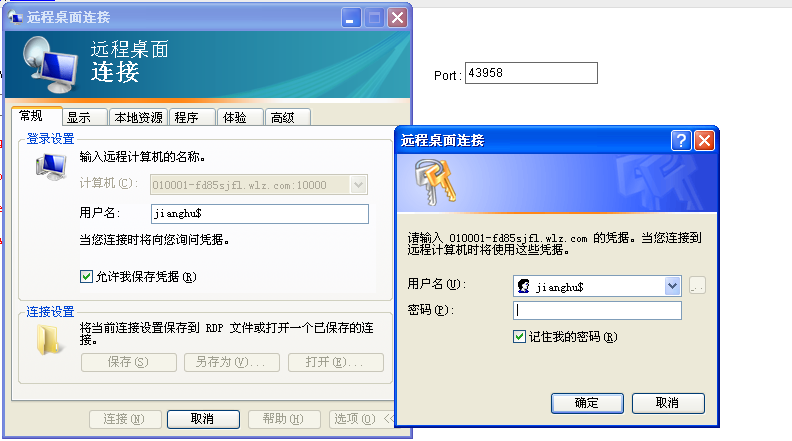 远程桌面连接
远程桌面
连接
常规 显示 本地资源 程序 体验 高级
登录设置
输入远程计算机的名称。
计算机(C): 010001-fd85sjf1.wlz.com:10000
用户名: jianghu$
当您连接时将向您询问凭据。
允许我保存凭据(R)
连接设置
将当前连接设置保存到 RDP 文件或打开一个已保存的连
接。
保存(S) 另存为(V)... 打开(E)...
连接(N) 取消 帮助(H) 选项(O) <<
Port : 43958
远程桌面连接
请输入 010001-fd85sjf1.wlz.com 的凭据。当您连接到
远程计算机时将使用这些凭据。
用户名(U): jianghu$
密码(P):
记住我的密码(R)
确定 取消